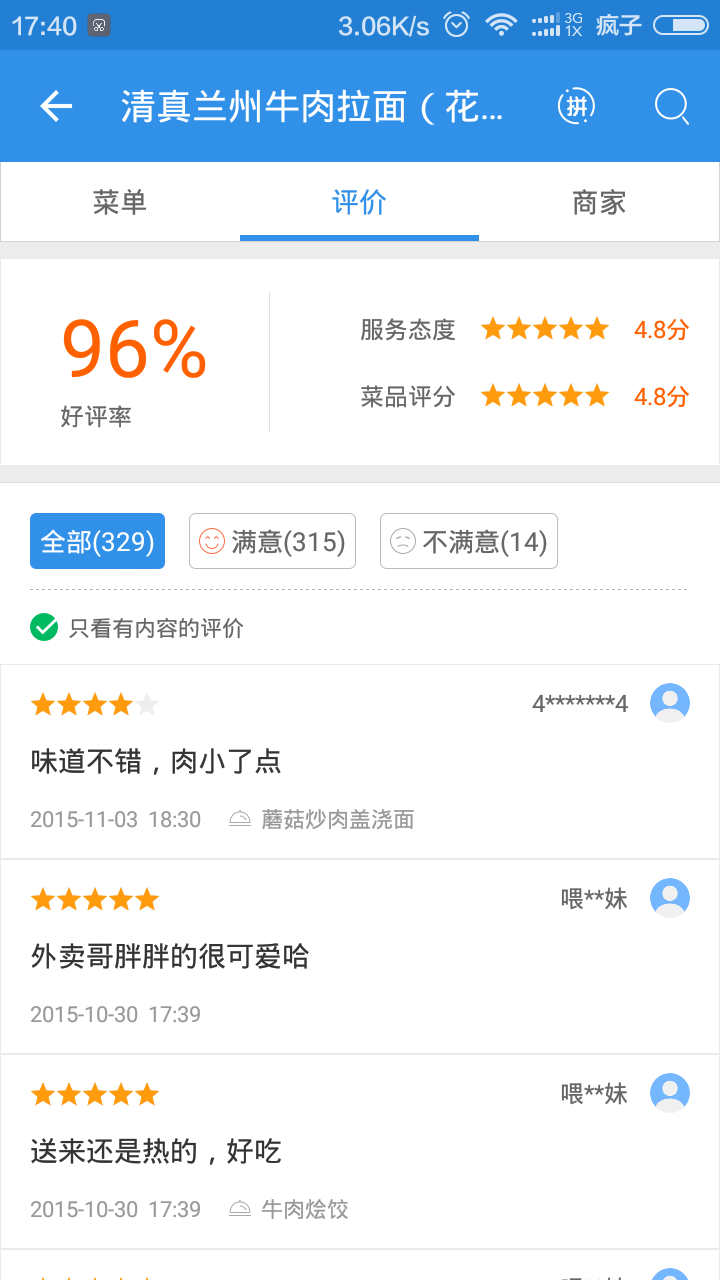 17:40 3.06K/s 3G 1X 疯子
清真兰州牛肉拉面（花... 拼
菜单 评价 商家
96%
好评率
服务态度 4.8分
菜品评分 4.8分
全部(329) 满意(315) 不满意(14)
只看有内容的评价
4*******4
味道不错，肉小了点
2015-11-03 18:30 蘑菇炒肉盖浇面
喂**妹
外卖哥胖胖的很可爱哈
2015-10-30 17:39
喂**妹
送来还是热的，好吃
2015-10-30 17:39 牛肉烩饺